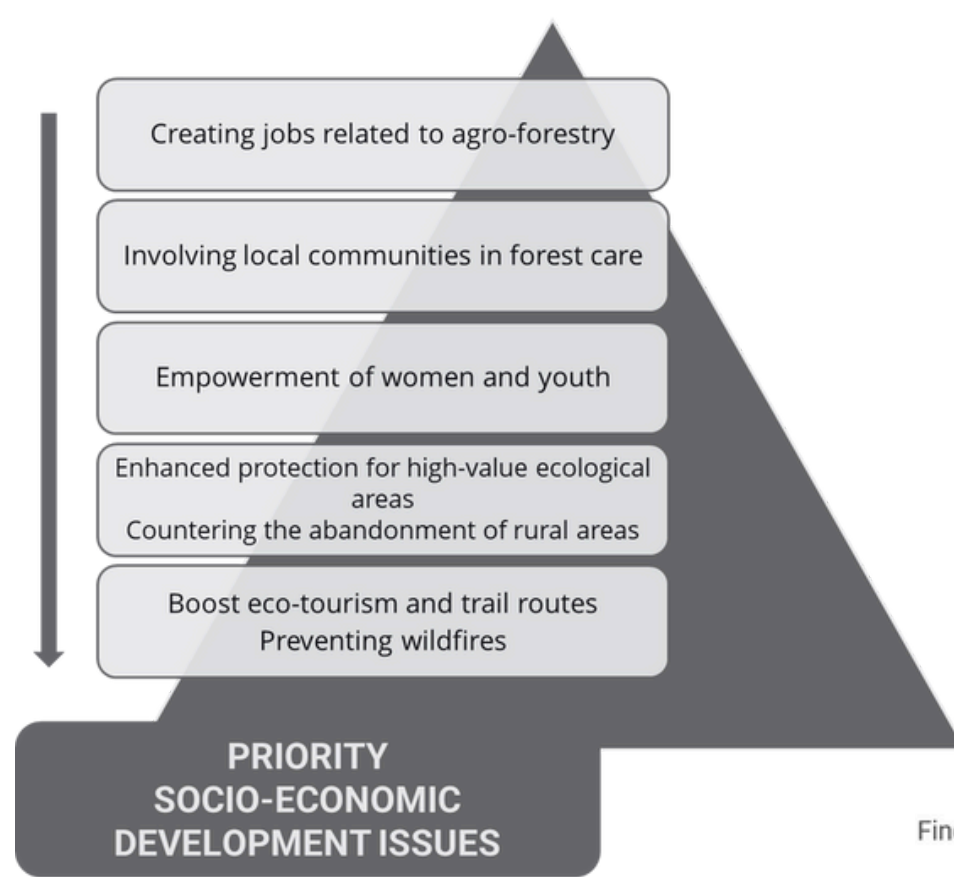 Creating jobs related to agro-forestry
Involving local communities in forest care
Empowerment of women and youth
Enhanced protection for high-value ecological
areas
Countering the abandonment of rural areas
Boost eco-tourism and trail routes
Preventing wildfires
PRIORITY
SOCIO-ECONOMIC
DEVELOPMENT ISSUES